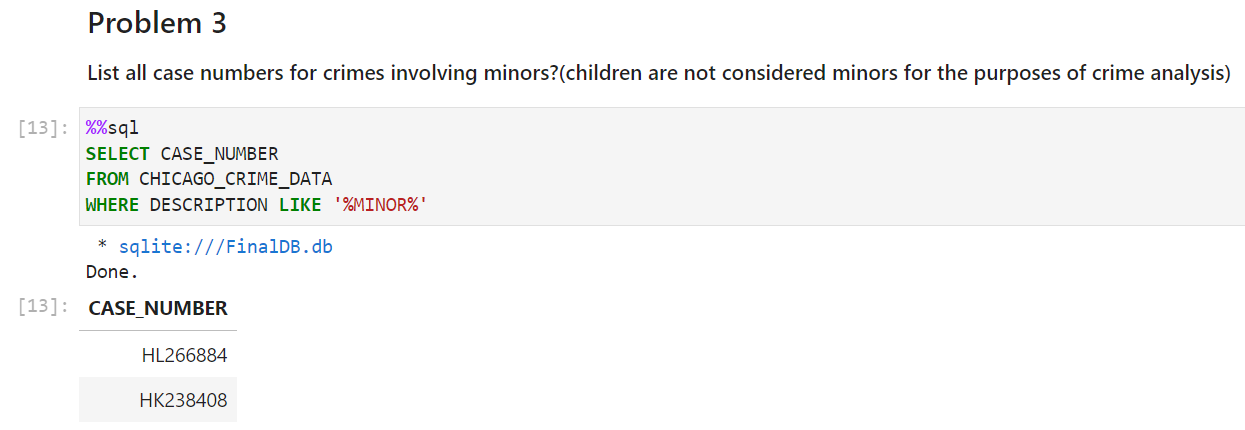 Problem 3
List all case numbers for crimes involving minors?(children are not considered minors for the purposes of crime analysis)
[13]: %%sql
SELECT CASE_NUMBER
FROM CHICAGO_CRIME_DATA
WHERE DESCRIPTION LIKE '%MINOR%'
* sqlite:///FinalDB.db
Done.
[13]: CASE_NUMBER
HL266884
HK238408